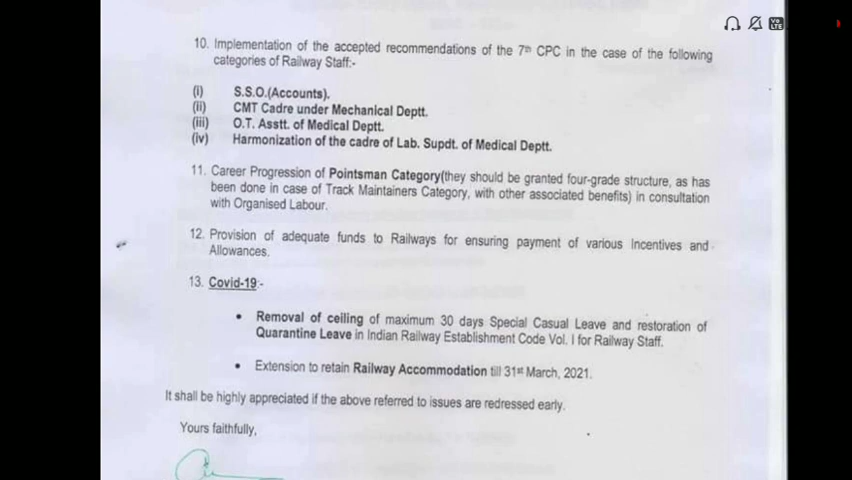 VO LTE
10. Implementation of the accepted recommendations of the 7th CPC in the case of the following
categories of Railway Staff:-
(i) S.S.O.(Accounts).
(ii) CMT Cadre under Mechanical Deptt.
(iii) O.T. Asstt. of Medical Deptt.
(iv) Harmonization of the cadre of Lab. Supdt. of Medical Deptt.
11. Career Progression of Pointsman Category(they should be granted four-grade structure, as has
been done in case of Track Maintainers Category, with other associated benefits) in consultation
with Organised Labour.
12. Provision of adequate funds to Railways for ensuring payment of various Incentives and
Allowances.
13. Covid-19:-
• Removal of ceiling of maximum 30 days Special Casual Leave and restoration of
Quarantine Leave in Indian Railway Establishment Code Vol. I for Railway Staff.
• Extension to retain Railway Accommodation till 31st March, 2021.
It shall be highly appreciated if the above referred to issues are redressed early.
Yours faithfully,